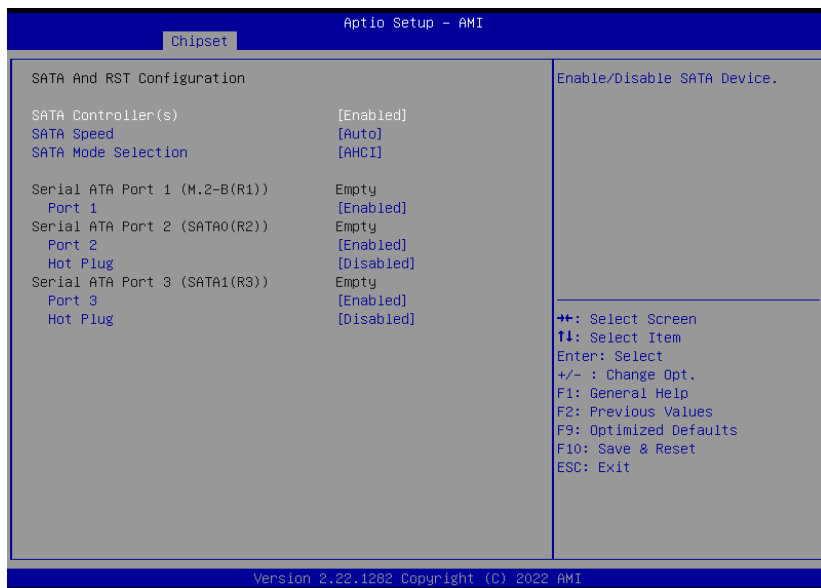 Aptio Setup – AMI
Chipset
SATA And RST Configuration
SATA Controller(s) [Enabled]
SATA Speed [Auto]
SATA Mode Selection [AHCI]
Serial ATA Port 1 (M.2-B(R1)) Empty
Port 1 [Enabled]
Serial ATA Port 2 (SATA0(R2)) Empty
Port 2 [Enabled]
Hot Plug [Disabled]
Serial ATA Port 3 (SATA1(R3)) Empty
Port 3 [Enabled]
Hot Plug [Disabled]
Enable/Disable SATA Device.
→←: Select Screen
↑↓: Select Item
Enter: Select
+/- : Change Opt.
F1: General Help
F2: Previous Values
F9: Optimized Defaults
F10: Save & Reset
ESC: Exit
Version 2.22.1282 Copyright (C) 2022 AMI